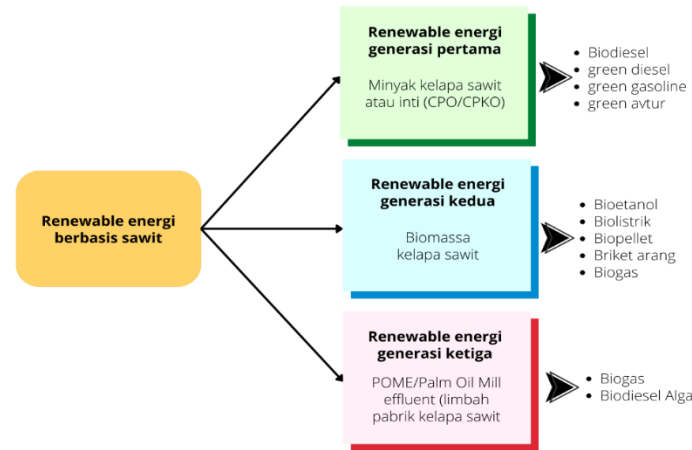 Renewable energi
berbasis sawit
Renewable energi
generasi pertama
Minyak kelapa sawit
atau inti (CPO/CPKO)
• Biodiesel
• green diesel
• green gasoline
• green avtur
Renewable energi
generasi kedua
Biomassa
kelapa sawit
• Bioetanol
• Biolistrik
• Biopellet
• Briket arang
• Biogas
Renewable energi
generasi ketiga
POME/Palm Oil Mill
effluent (limbah
pabrik kelapa sawit
• Biogas
• Biodiesel Alga